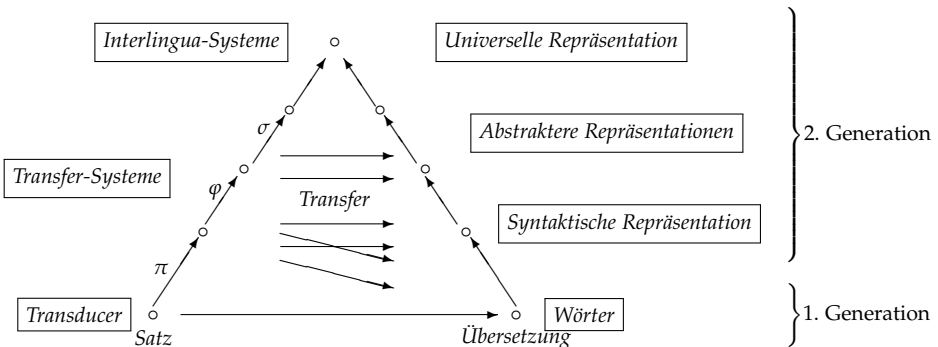 Interlingua-Systeme
Universelle Repräsentation
σ
Abstraktere Repräsentationen
2. Generation
Transfer-Systeme
φ
Transfer
Syntaktische Repräsentation
π
Transducer
Wörter
1. Generation
Satz
Übersetzung